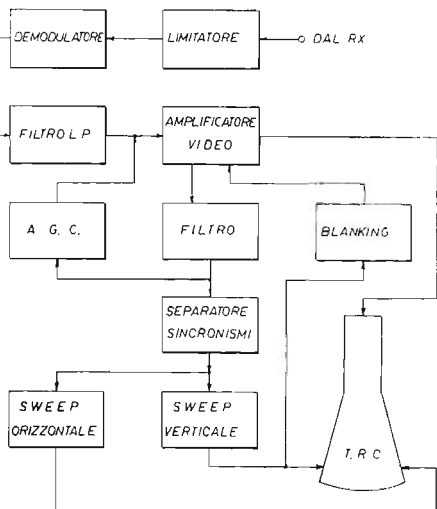 DEMODULATORE
LIMITATORE
DAL RX
FILTRO L P
AMPLIFICATORE
VIDEO
A G. C.
FILTRO
BLANKING
SEPARATORE
SINCRONISMI
SWEEP
ORIZZONTALE
SWEEP
VERTICALE
T. R. C